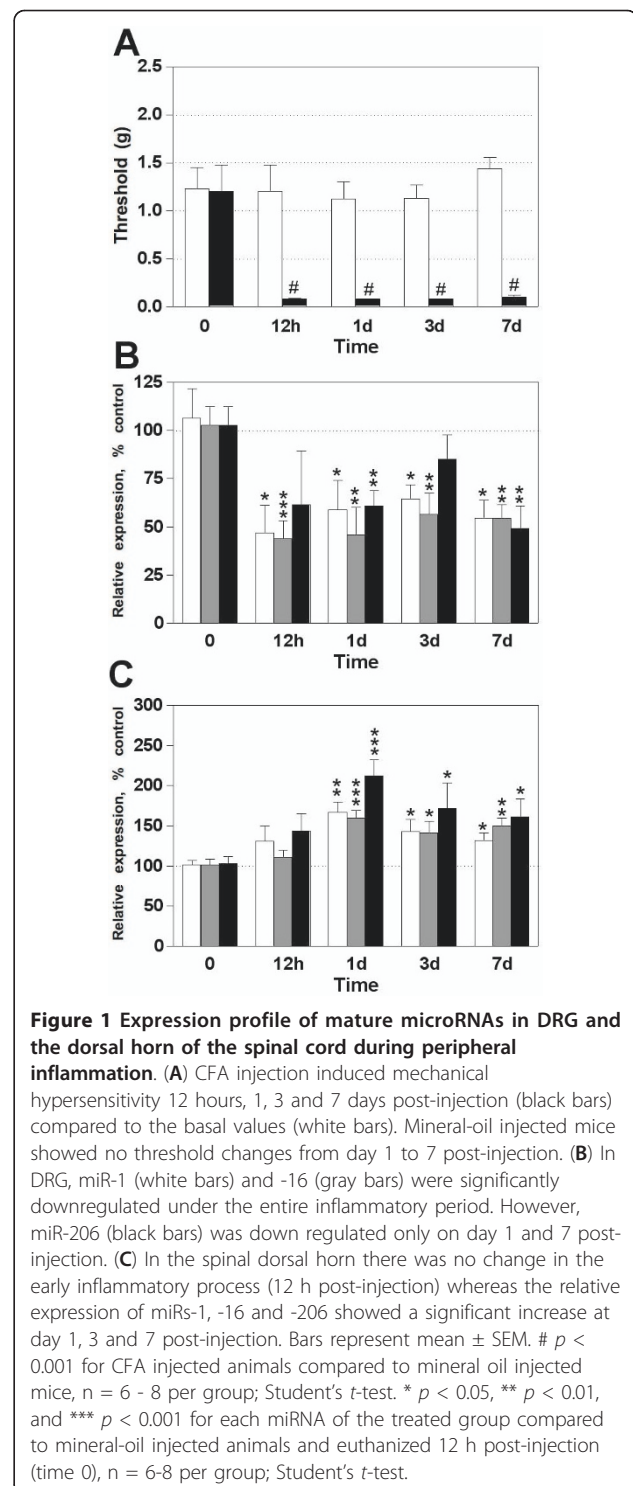 A
2.5
2.0
1.5
1.0
0.5
0.0
Threshold (g)
# # # #
0 12h 1d 3d 7d
Time
B
125
100
75
50
25
0
Relative expression, % control
* *** * ** ** * ** * ** **
0 12h 1d 3d 7d
Time
C
300
250
200
150
100
50
0
Relative expression, % control
** *** *** * * * * ** *
0 12h 1d 3d 7d
Time
Figure 1 Expression profile of mature microRNAs in DRG and
the dorsal horn of the spinal cord during peripheral
inflammation. (A) CFA injection induced mechanical
hypersensitivity 12 hours, 1, 3 and 7 days post-injection (black bars)
compared to the basal values (white bars). Mineral-oil injected mice
showed no threshold changes from day 1 to 7 post-injection. (B) In
DRG, miR-1 (white bars) and -16 (gray bars) were significantly
downregulated under the entire inflammatory period. However,
miR-206 (black bars) was down regulated only on day 1 and 7 post-
injection. (C) In the spinal dorsal horn there was no change in the
early inflammatory process (12 h post-injection) whereas the relative
expression of miRs-1, -16 and -206 showed a significant increase at
day 1, 3 and 7 post-injection. Bars represent mean ± SEM. # p <
0.001 for CFA injected animals compared to mineral oil injected
mice, n = 6 - 8 per group; Student's t-test. * p < 0.05, ** p < 0.01,
and *** p < 0.001 for each miRNA of the treated group compared
to mineral-oil injected animals and euthanized 12 h post-injection
(time 0), n = 6-8 per group; Student's t-test.